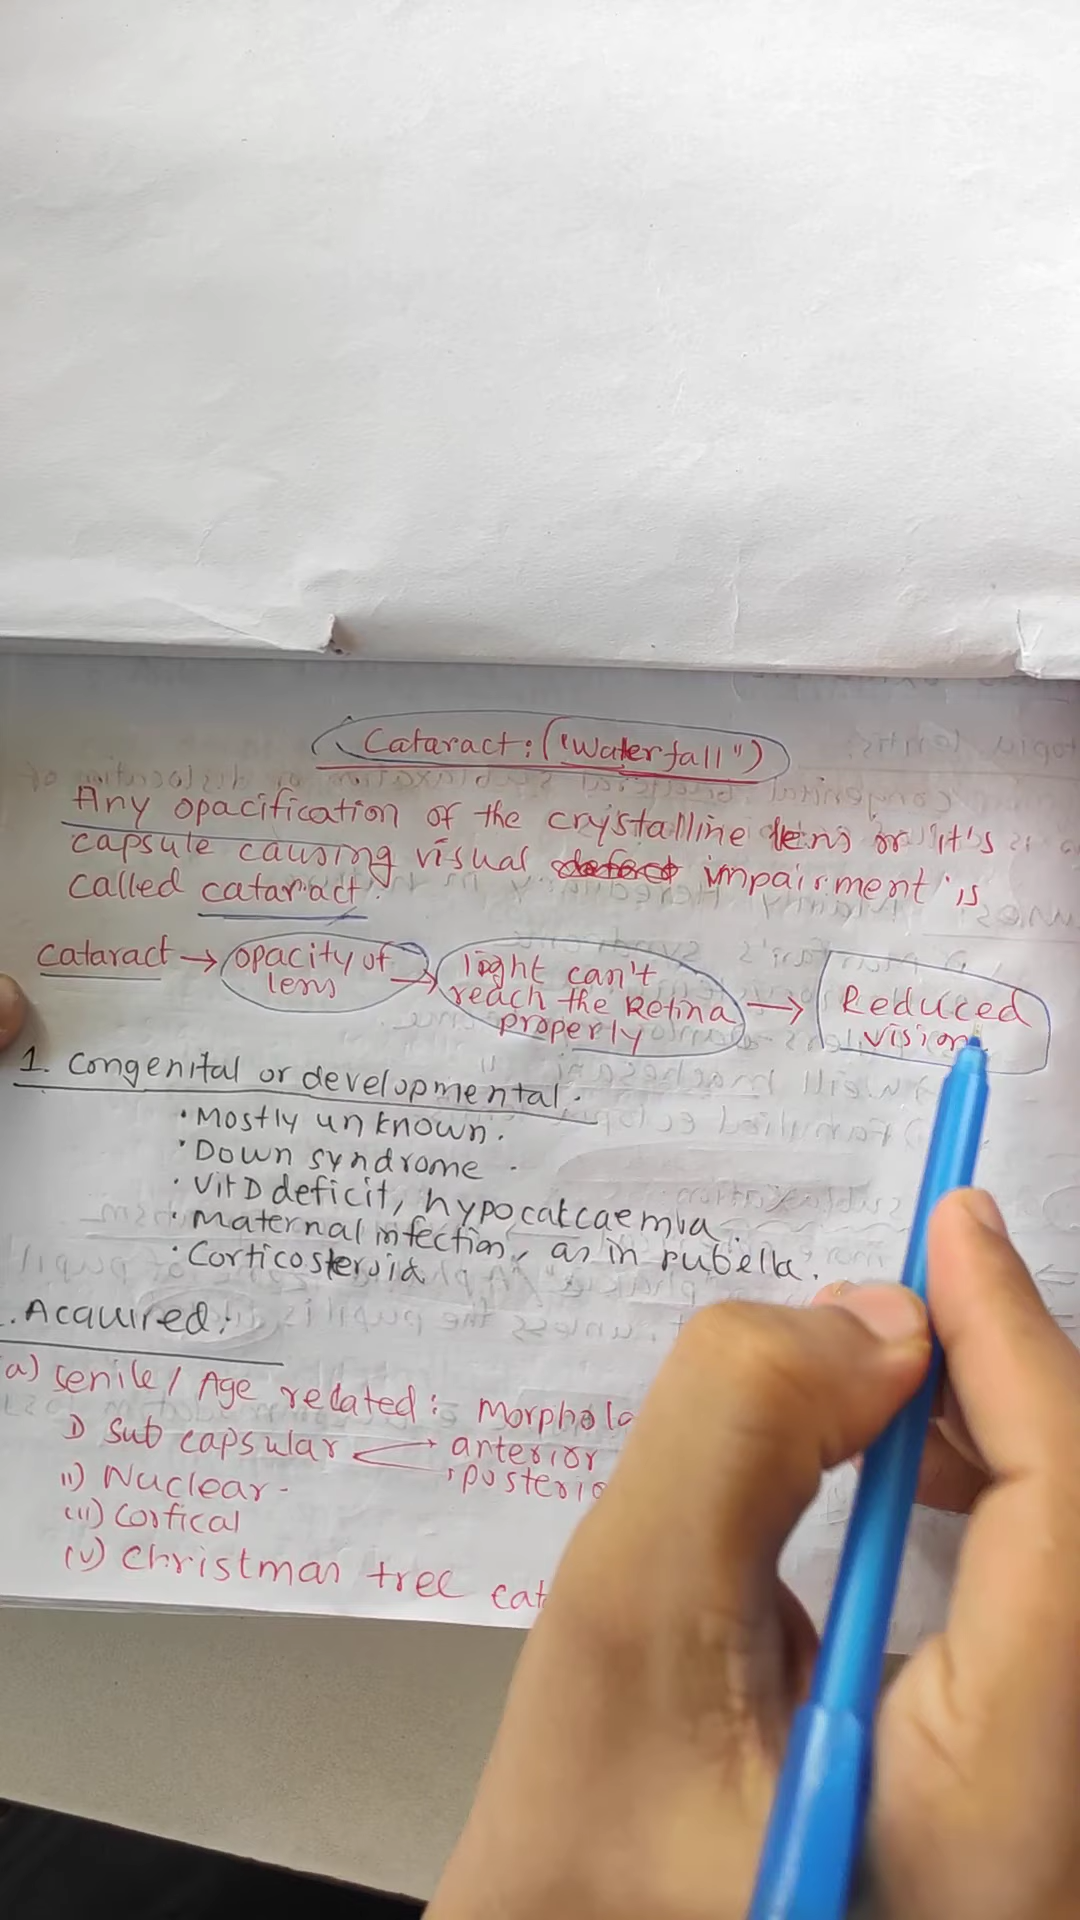 Cataract: ("Waterfall")
Any opacification of the crystalline lens or it's
capsule causing visual defect impairment is
called cataract.
cataract → opacity of lens → light can't reach the Retina properly → Reduced vision
1. Congenital or developmental.
• Mostly unknown.
• Down syndrome.
• Vit D deficit, hypocalcaemia.
• Maternal infection, as in rubella.
• Corticosteroid
. Acquired:
a) Senile / Age related:
I) Sub capsular anterior
posterio
II) Nuclear -
(III) Cortical
(IV) Christmas tree cat